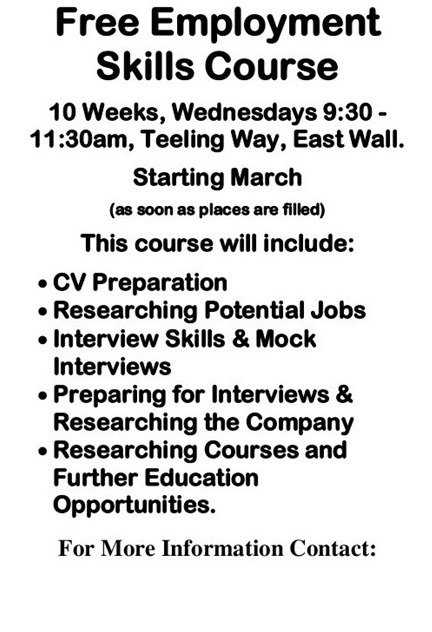 Free Employment
Skills Course
10 Weeks, Wednesdays 9:30 -
11:30am, Teeling Way, East Wall.
Starting March
(as soon as places are filled)
This course will include:
• CV Preparation
• Researching Potential Jobs
• Interview Skills & Mock
Interviews
• Preparing for Interviews &
Researching the Company
• Researching Courses and
Further Education
Opportunities.
For More Information Contact: